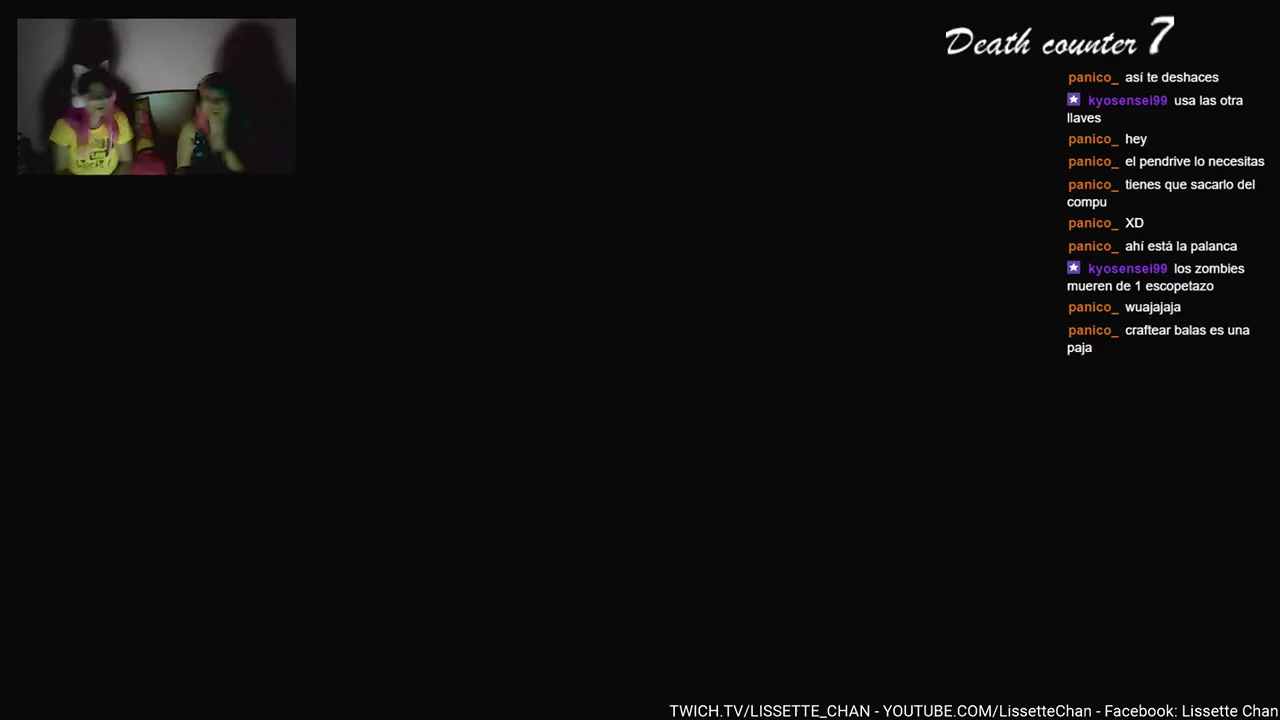 Death counter 7
panico_ así te deshaces
kyosensei99 usa las otra
llaves
panico_ hey
panico_ el pendrive lo necesitas
panico_ tienes que sacarlo del
compu
panico_ XD
panico_ ahí está la palanca
kyosensei99 los zombies
mueren de 1 escopetazo
panico_ wuajajaja
panico_ craftear balas es una
paja
TWICH.TV/LISSETTE_CHAN - YOUTUBE.COM/LissetteChan - Facebook: Lissette Chan